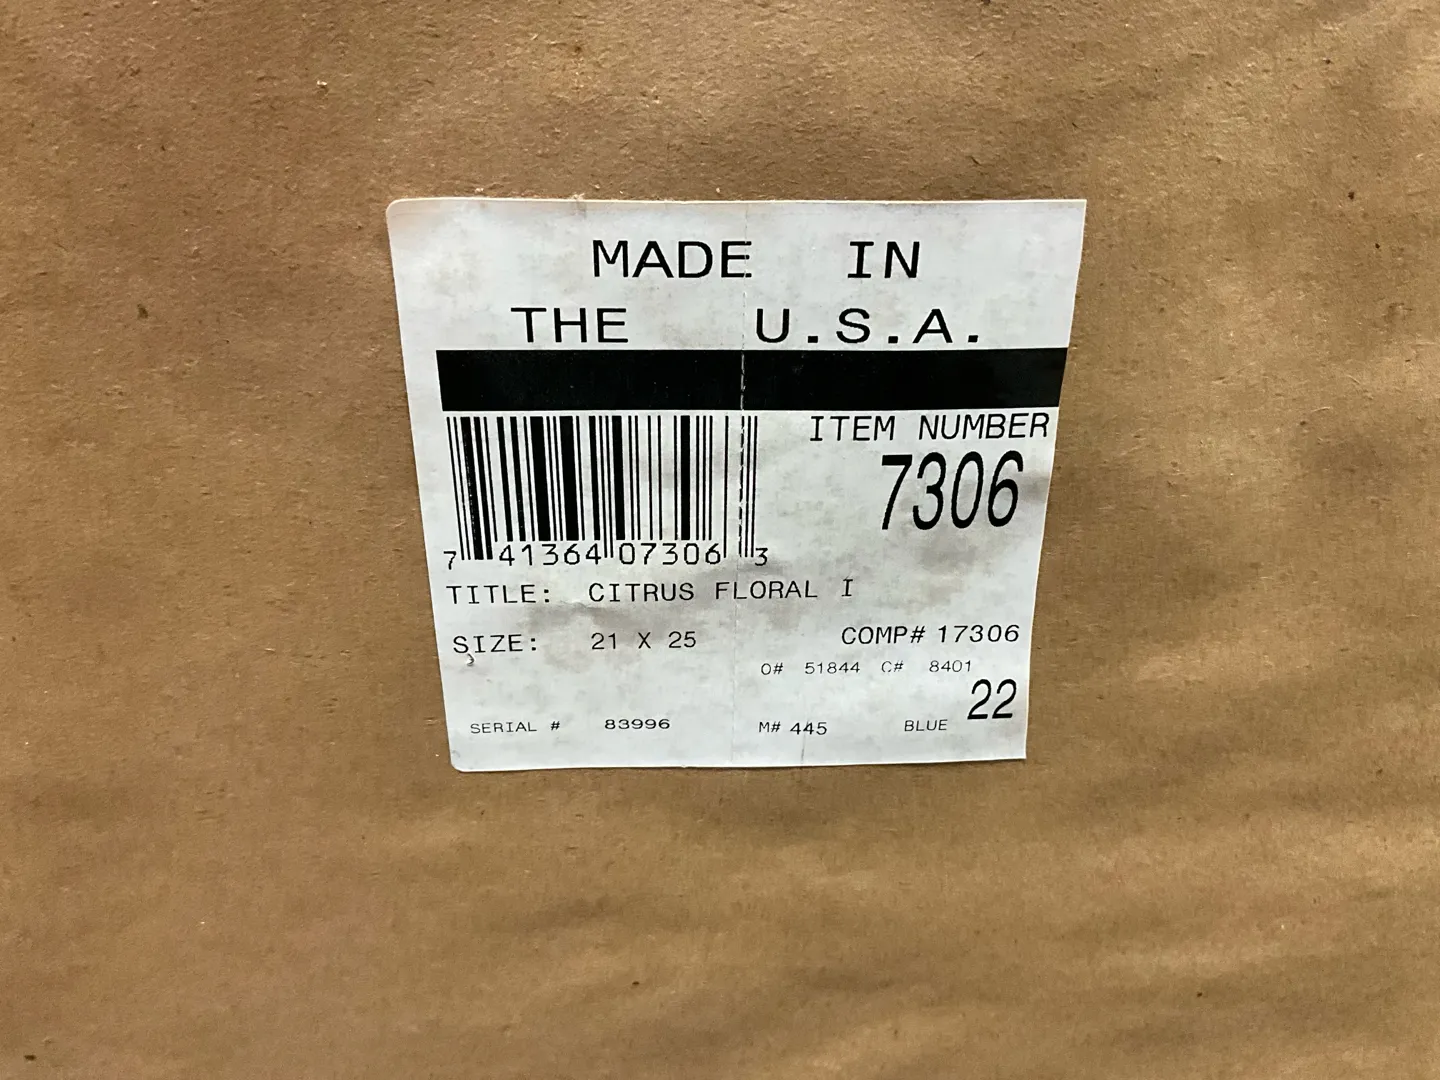 MADE IN
THE U.S.A.
ITEM NUMBER
7306
7 41364 07306 3
TITLE: CITRUS FLORAL I
SIZE: 21 X 25
COMP# 17306
O# 51844 C# 8401
22
SERIAL # 83996 M# 445 BLUE